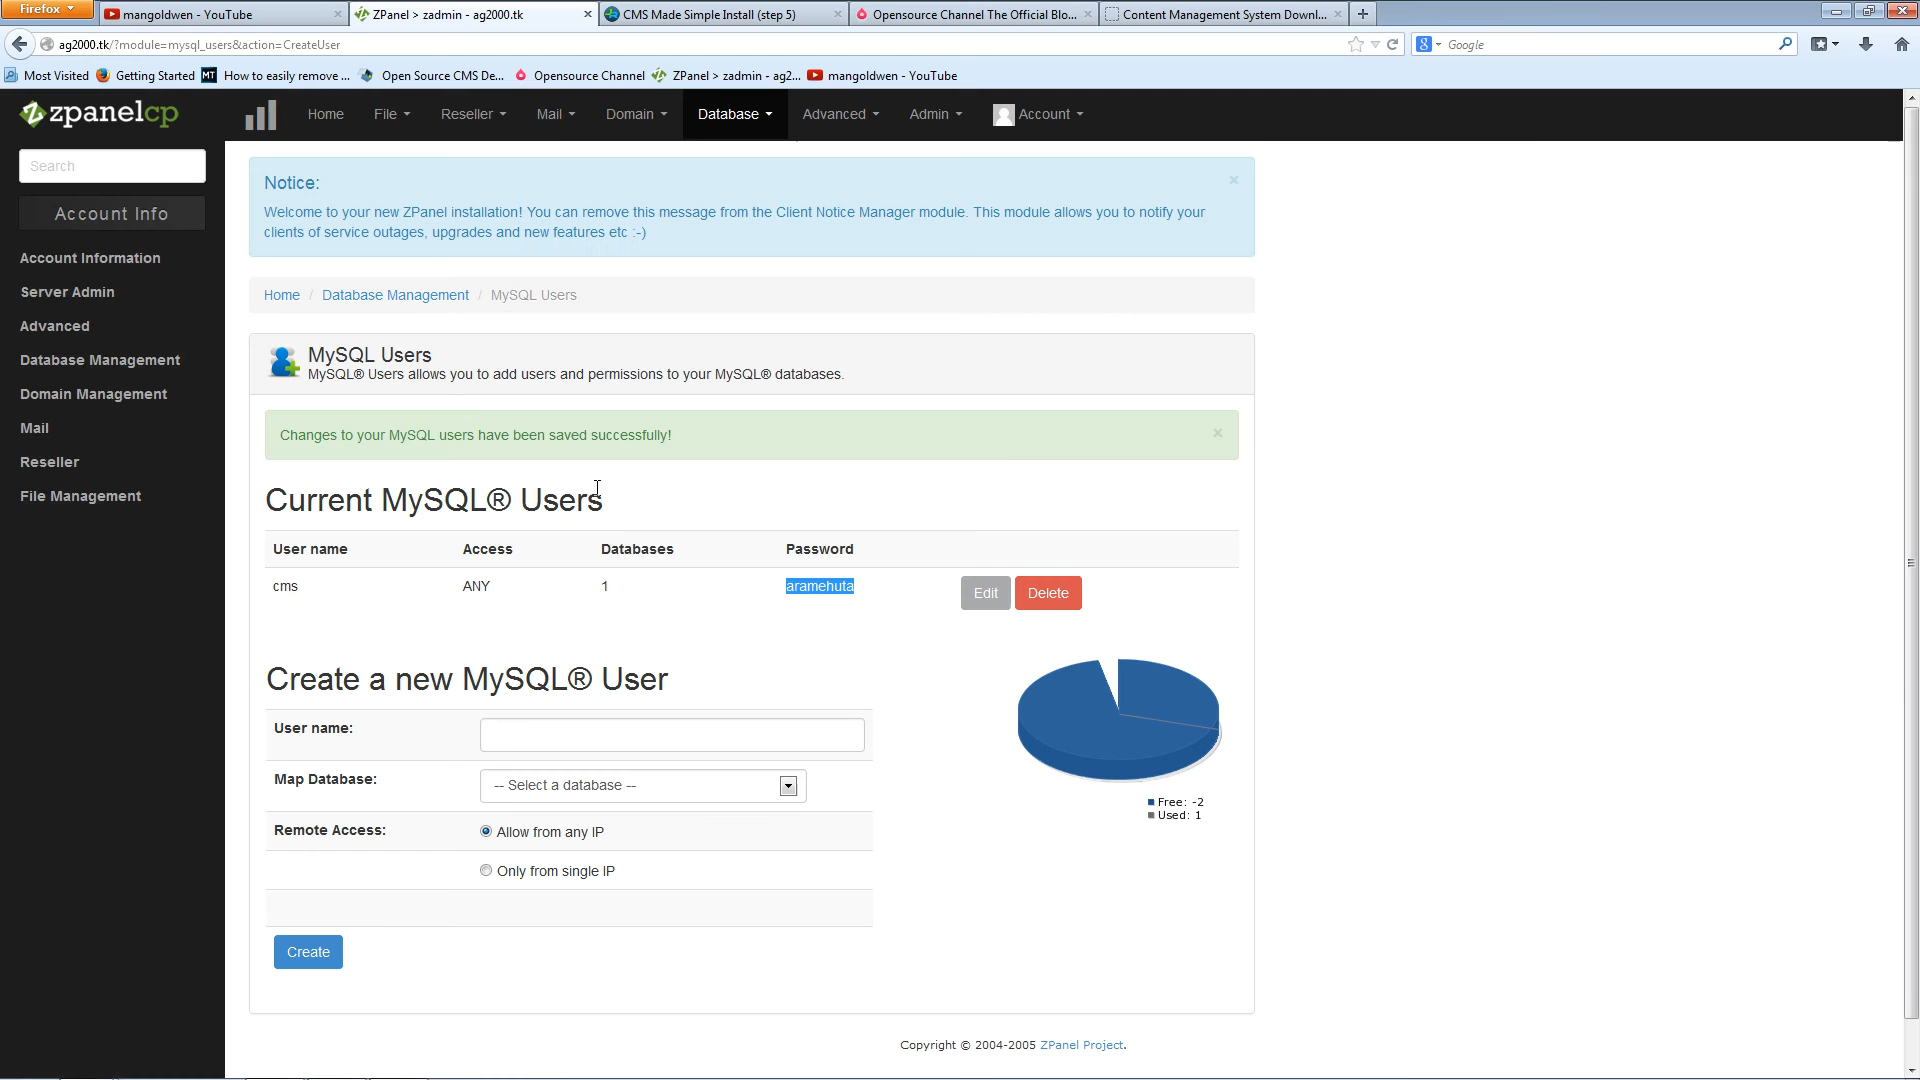 Firefox
mangoldwen - YouTube
ZPanel > zadmin - ag2000.tk
CMS Made Simple Install (step 5)
Opensource Channel The Official Blo...
Content Management System Downl...
ag2000.tk/?module=mysql_users&action=CreateUser
Google
Most Visited
Getting Started
How to easily remove ...
Open Source CMS De...
Opensource Channel
ZPanel > zadmin - ag2...
mangoldwen - YouTube
zpanelcp
Home
File
Reseller
Mail
Domain
Database
Advanced
Admin
Account
Search
Account Info
Account Information
Server Admin
Advanced
Database Management
Domain Management
Mail
Reseller
File Management
Notice:
Welcome to your new ZPanel installation! You can remove this message from the Client Notice Manager module. This module allows you to notify your
clients of service outages, upgrades and new features etc :-)
Home / Database Management / MySQL Users
MySQL Users
MySQL® Users allows you to add users and permissions to your MySQL® databases.
Changes to your MySQL users have been saved successfully!
Current MySQL® Users
User name Access Databases Password
cms ANY 1 aramehuta Edit Delete
Create a new MySQL® User
User name:
Map Database: -- Select a database --
Remote Access: Allow from any IP
Only from single IP
Create
Free: -2
Used: 1
Copyright © 2004-2005 ZPanel Project.